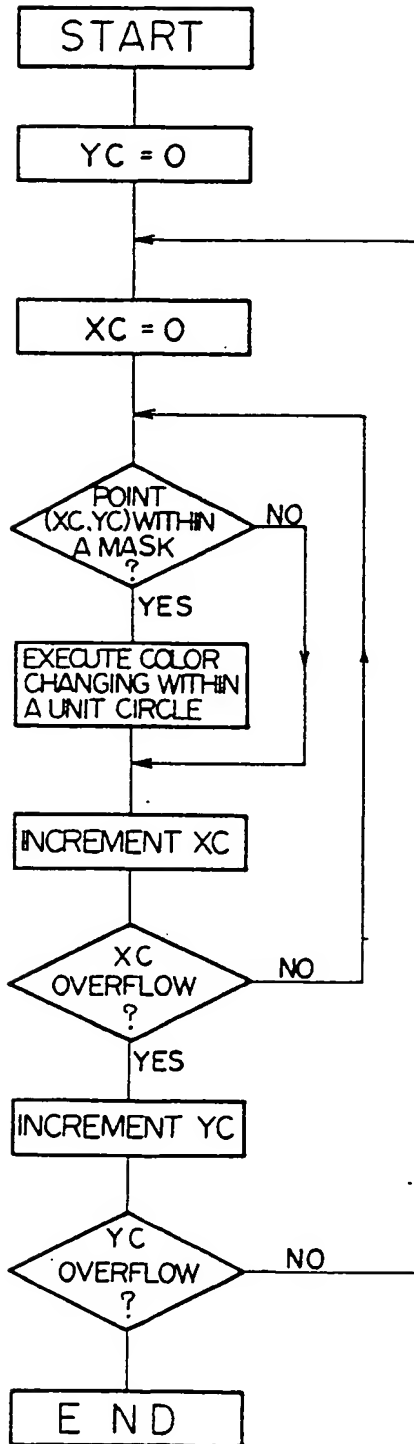 START
YC = 0
XC = 0
POINT
(XC.YC) WITHIN
A MASK
?
NO
YES
EXECUTE COLOR
CHANGING WITHIN
A UNIT CIRCLE
INCREMENT XC
XC
OVERFLOW
?
NO
YES
INCREMENT YC
YC
OVERFLOW
?
NO
END